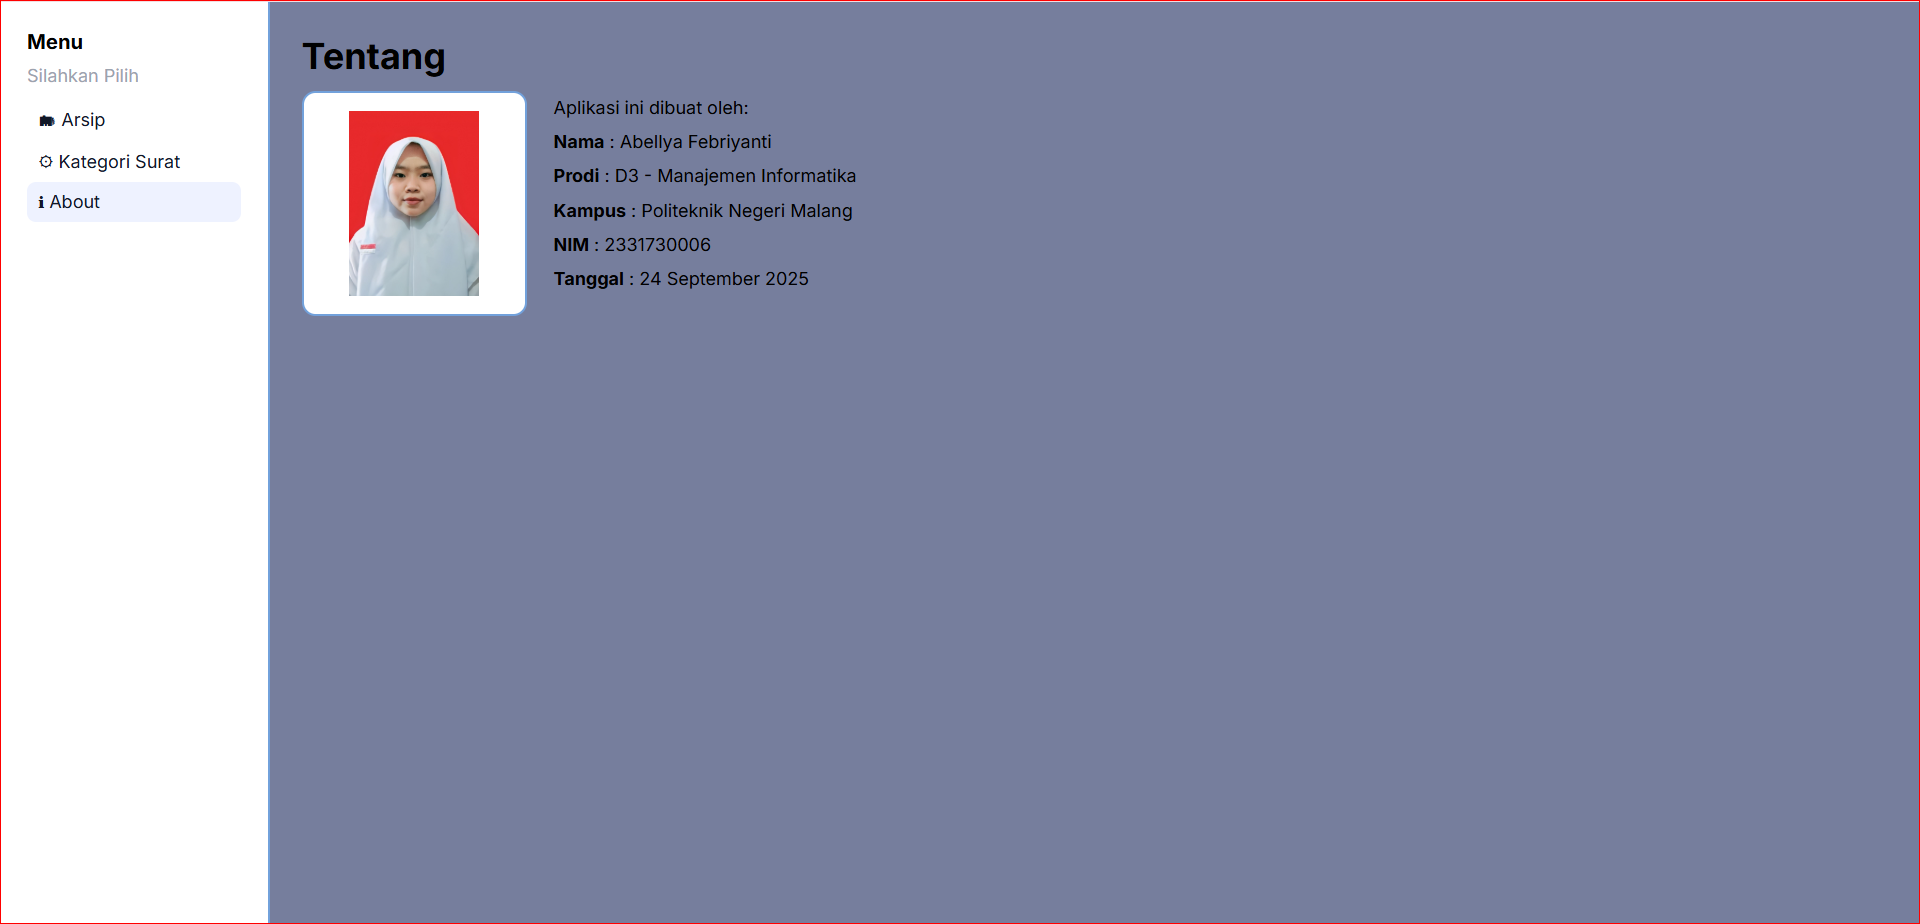 Menu
Silahkan Pilih
Arsip
Kategori Surat
About
Tentang
Aplikasi ini dibuat oleh:
Nama : Abellya Febriyanti
Prodi : D3 - Manajemen Informatika
Kampus : Politeknik Negeri Malang
NIM : 2331730006
Tanggal : 24 September 2025